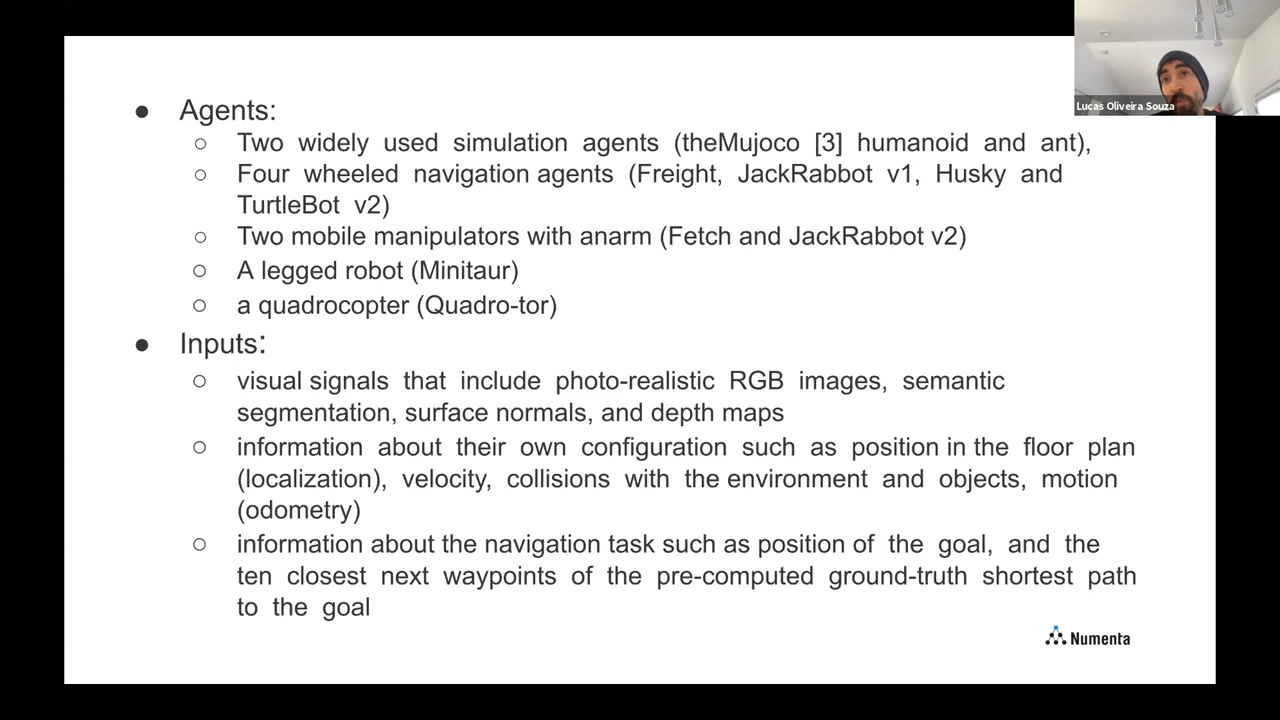 Lucas Oliveira Souza
● Agents:
○ Two widely used simulation agents (theMujoco [3] humanoid and ant),
○ Four wheeled navigation agents (Freight, JackRabbot v1, Husky and
TurtleBot v2)
○ Two mobile manipulators with anarm (Fetch and JackRabbot v2)
○ A legged robot (Minitaur)
○ a quadrocopter (Quadro-tor)
● Inputs:
○ visual signals that include photo-realistic RGB images, semantic
segmentation, surface normals, and depth maps
○ information about their own configuration such as position in the floor plan
(localization), velocity, collisions with the environment and objects, motion
(odometry)
○ information about the navigation task such as position of the goal, and the
ten closest next waypoints of the pre-computed ground-truth shortest path
to the goal
Numenta